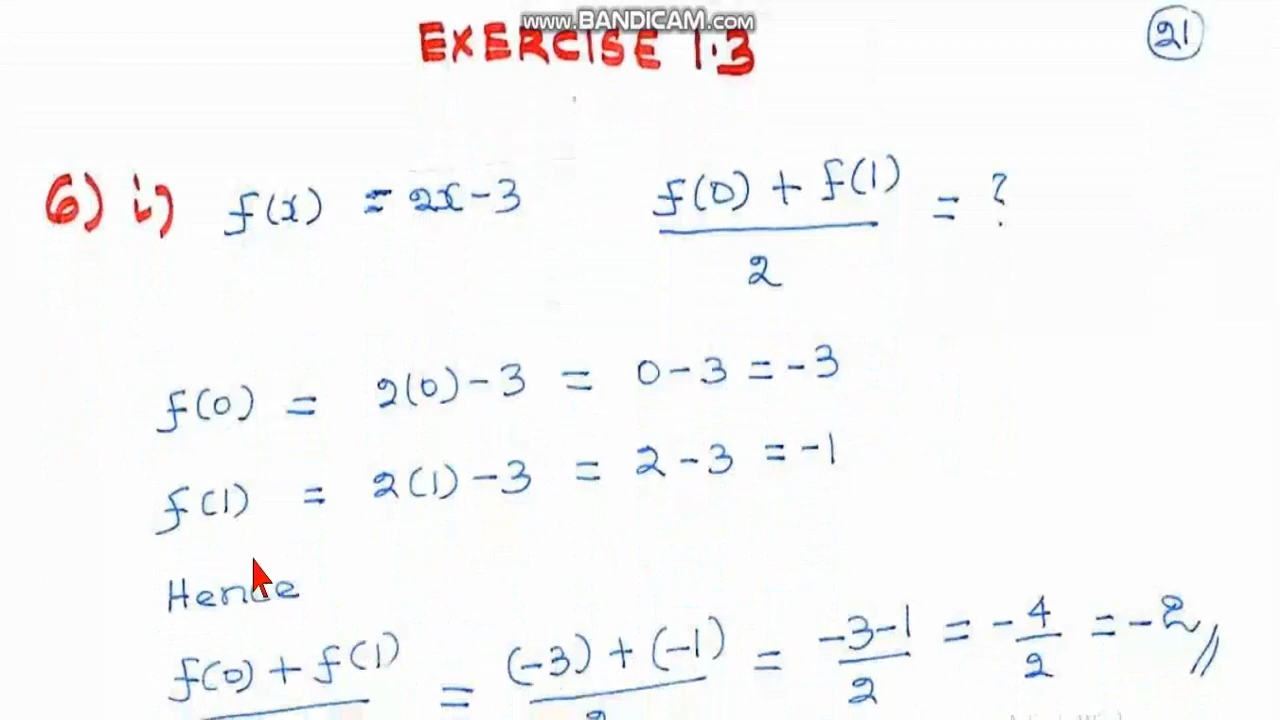 WWW.BANDICAM.COM
EXERCISE 1.3
21
6) i) f(x) = 2x - 3 f(0) + f(1) / 2 = ?
f(0) = 2(0) - 3 = 0 - 3 = -3
f(1) = 2(1) - 3 = 2 - 3 = -1
Hence
f(0) + f(1) = (-3) + (-1) / 2 = -3 - 1 / 2 = -4 / 2 = -2 //